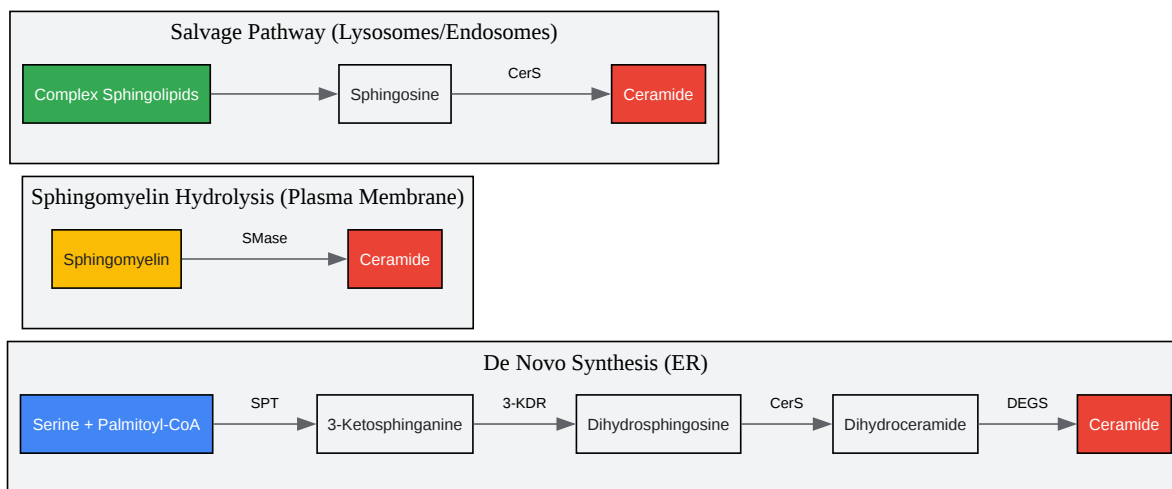 Salvage Pathway (Lysosomes/Endosomes)
Complex Sphingolipids
Sphingosine
CerS
Ceramide
Sphingomyelin Hydrolysis (Plasma Membrane)
Sphingomyelin
SMase
Ceramide
De Novo Synthesis (ER)
Serine + Palmitoyl-CoA
SPT
3-Ketosphinganine
3-KDR
Dihydrosphingosine
CerS
Dihydroceramide
DEGS
Ceramide